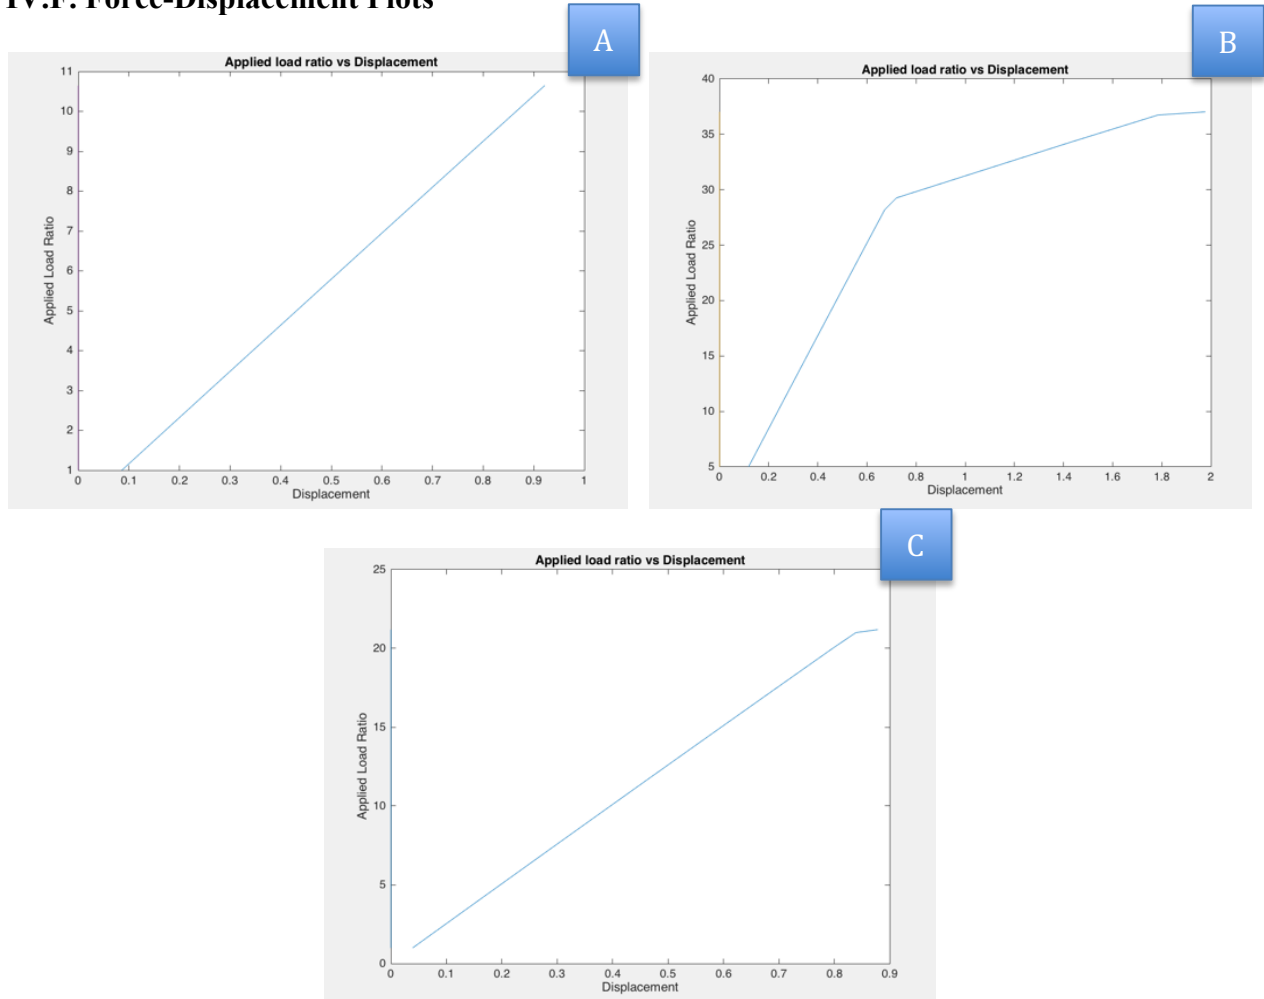 IV.F. Force-Displacement Plots
A
Applied load ratio vs Displacement
11
10
9
8
7
6
5
4
3
2
1
Applied Load Ratio
0 0.1 0.2 0.3 0.4 0.5 0.6 0.7 0.8 0.9 1
Displacement
B
Applied load ratio vs Displacement
40
35
30
25
20
15
10
5
Applied Load Ratio
0 0.2 0.4 0.6 0.8 1 1.2 1.4 1.6 1.8 2
Displacement
C
Applied load ratio vs Displacement
25
20
15
10
5
0
Applied Load Ratio
0 0.1 0.2 0.3 0.4 0.5 0.6 0.7 0.8 0.9
Displacement